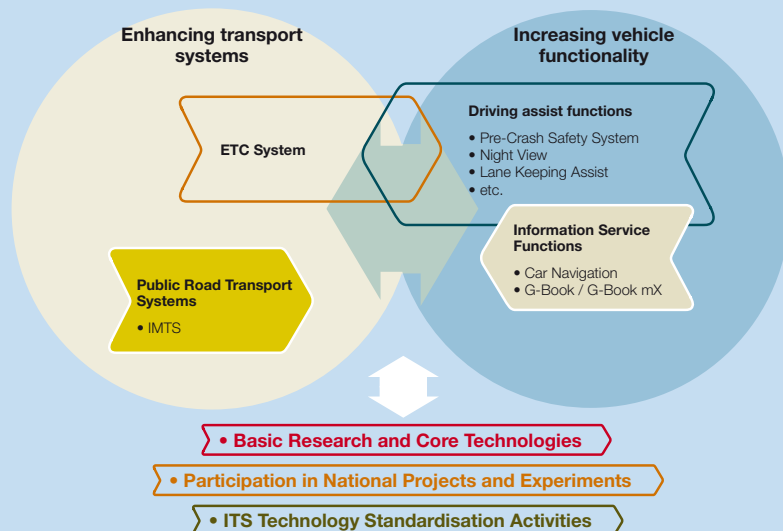 Enhancing transport
systems
Increasing vehicle
functionality
ETC System
Driving assist functions
• Pre-Crash Safety System
• Night View
• Lane Keeping Assist
• etc.
Public Road Transport
Systems
• IMTS
Information Service
Functions
• Car Navigation
• G-Book / G-Book mX
• Basic Research and Core Technologies
• Participation in National Projects and Experiments
• ITS Technology Standardisation Activities